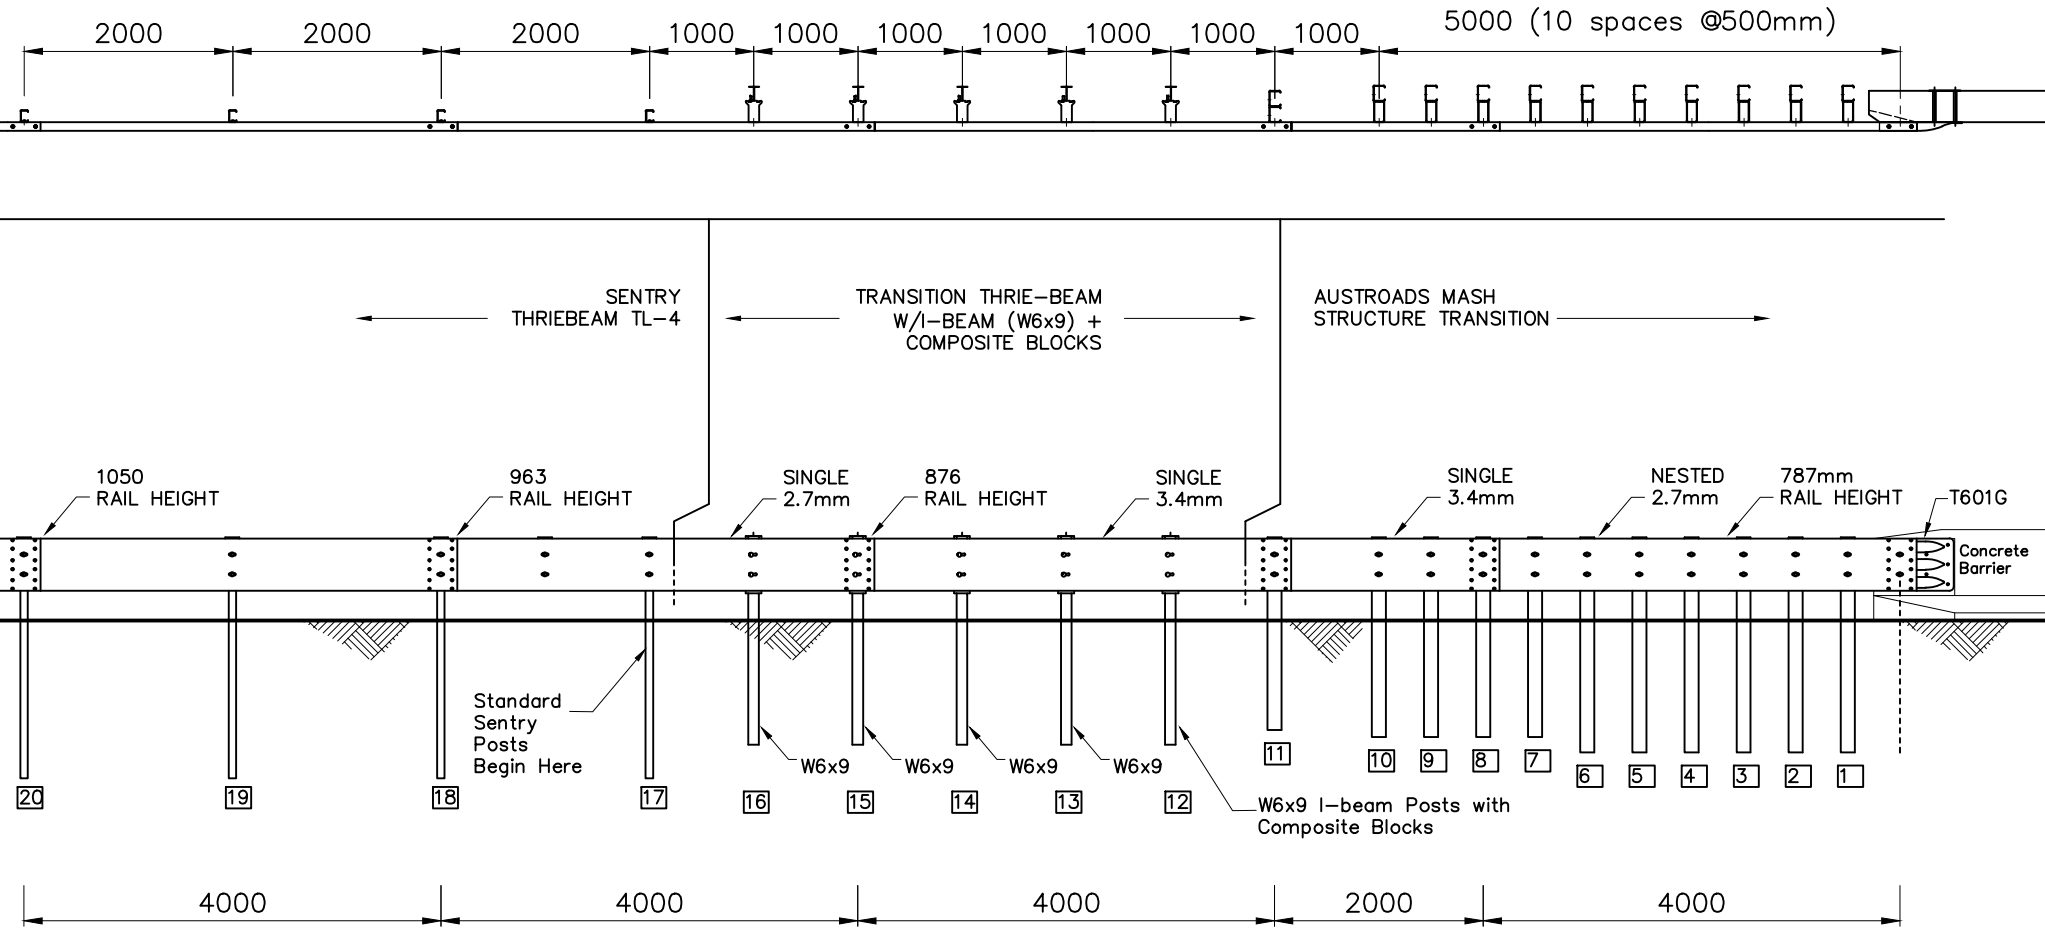 2000
2000
2000
1000
1000
1000
1000
1000
1000
1000
5000 (10 spaces @500mm)
SENTRY
THRIEBEAM TL-4
TRANSITION THRIE-BEAM
W/I-BEAM (W6x9) +
COMPOSITE BLOCKS
AUSTROADS MASH
STRUCTURE TRANSITION
1050
RAIL HEIGHT
963
RAIL HEIGHT
SINGLE
2.7mm
876
RAIL HEIGHT
SINGLE
3.4mm
SINGLE
3.4mm
NESTED
2.7mm
787mm
RAIL HEIGHT
T601G
Concrete
Barrier
Standard
Sentry
Posts
Begin Here
W6x9
W6x9
W6x9
W6x9
W6x9 I-beam Posts with
Composite Blocks
20
19
18
17
16
15
14
13
12
11
10
9
8
7
6
5
4
3
2
1
4000
4000
4000
2000
4000